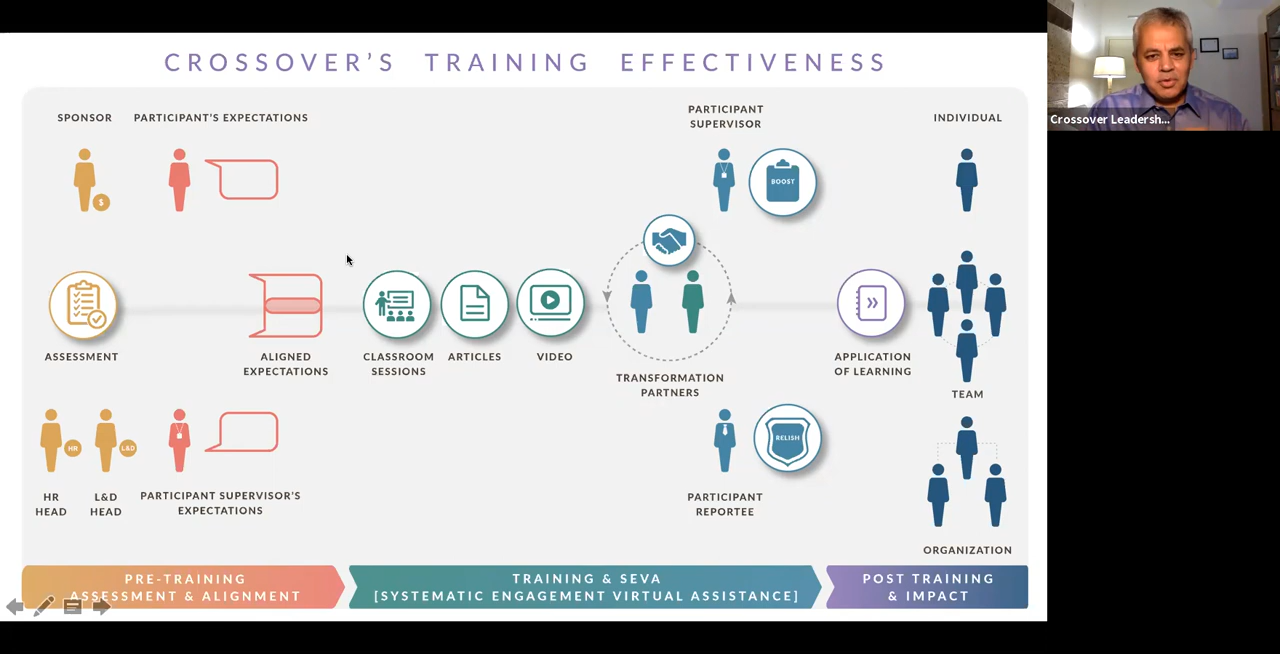 CROSSOVER'S TRAINING EFFECTIVENESS
Crossover Leadersh...
SPONSOR
PARTICIPANT'S EXPECTATIONS
PARTICIPANT
SUPERVISOR
INDIVIDUAL
$
BOOST
ASSESSMENT
ALIGNED
EXPECTATIONS
CLASSROOM
SESSIONS
ARTICLES
VIDEO
TRANSFORMATION
PARTNERS
APPLICATION
OF LEARNING
TEAM
HR
L&D
RELISH
HR
HEAD
L&D
HEAD
PARTICIPANT SUPERVISOR'S
EXPECTATIONS
PARTICIPANT
REPORTEE
ORGANIZATION
PRE-TRAINING
ASSESSMENT & ALIGNMENT
TRAINING & SEVA
[SYSTEMATIC ENGAGEMENT VIRTUAL ASSISTANCE]
POST TRAINING
& IMPACT